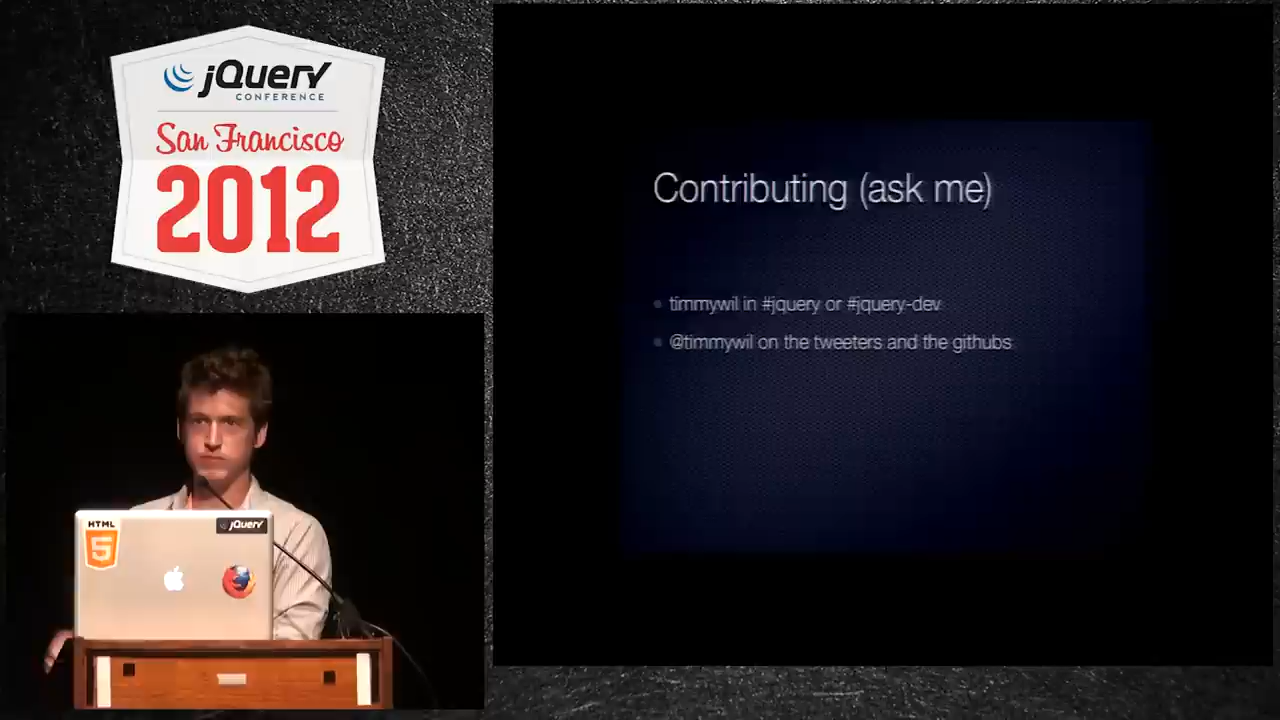 jQuery
CONFERENCE
San Francisco
2012
Contributing (ask me)
timmywil in #jquery or #jquery-dev
@timmywil on the tweeters and the githubs
HTML
5
jQuery